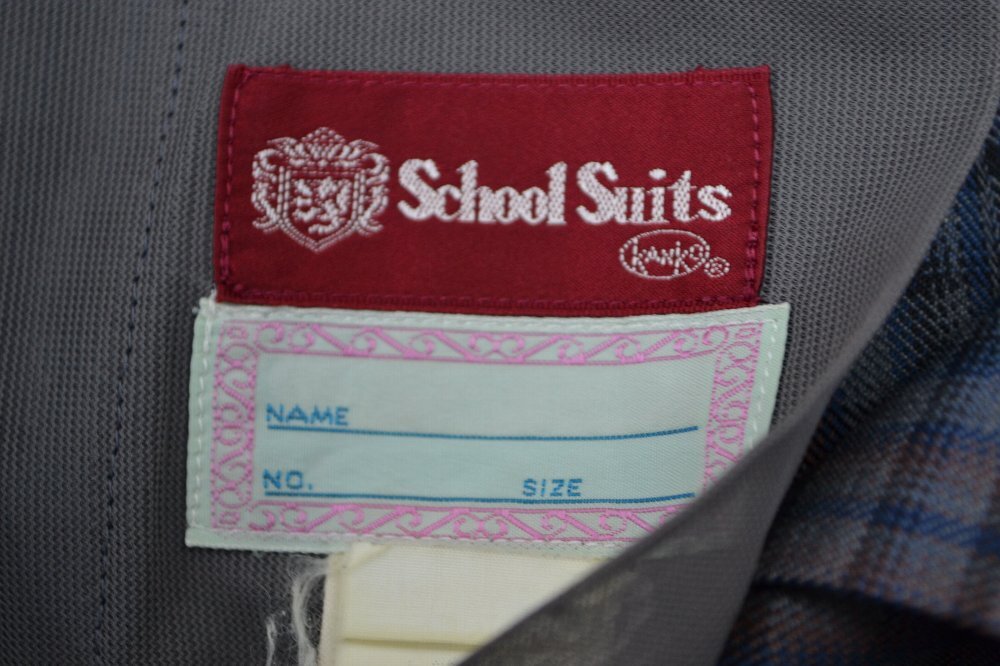 School Suits
KANKO ®
NAME
NO. SIZE